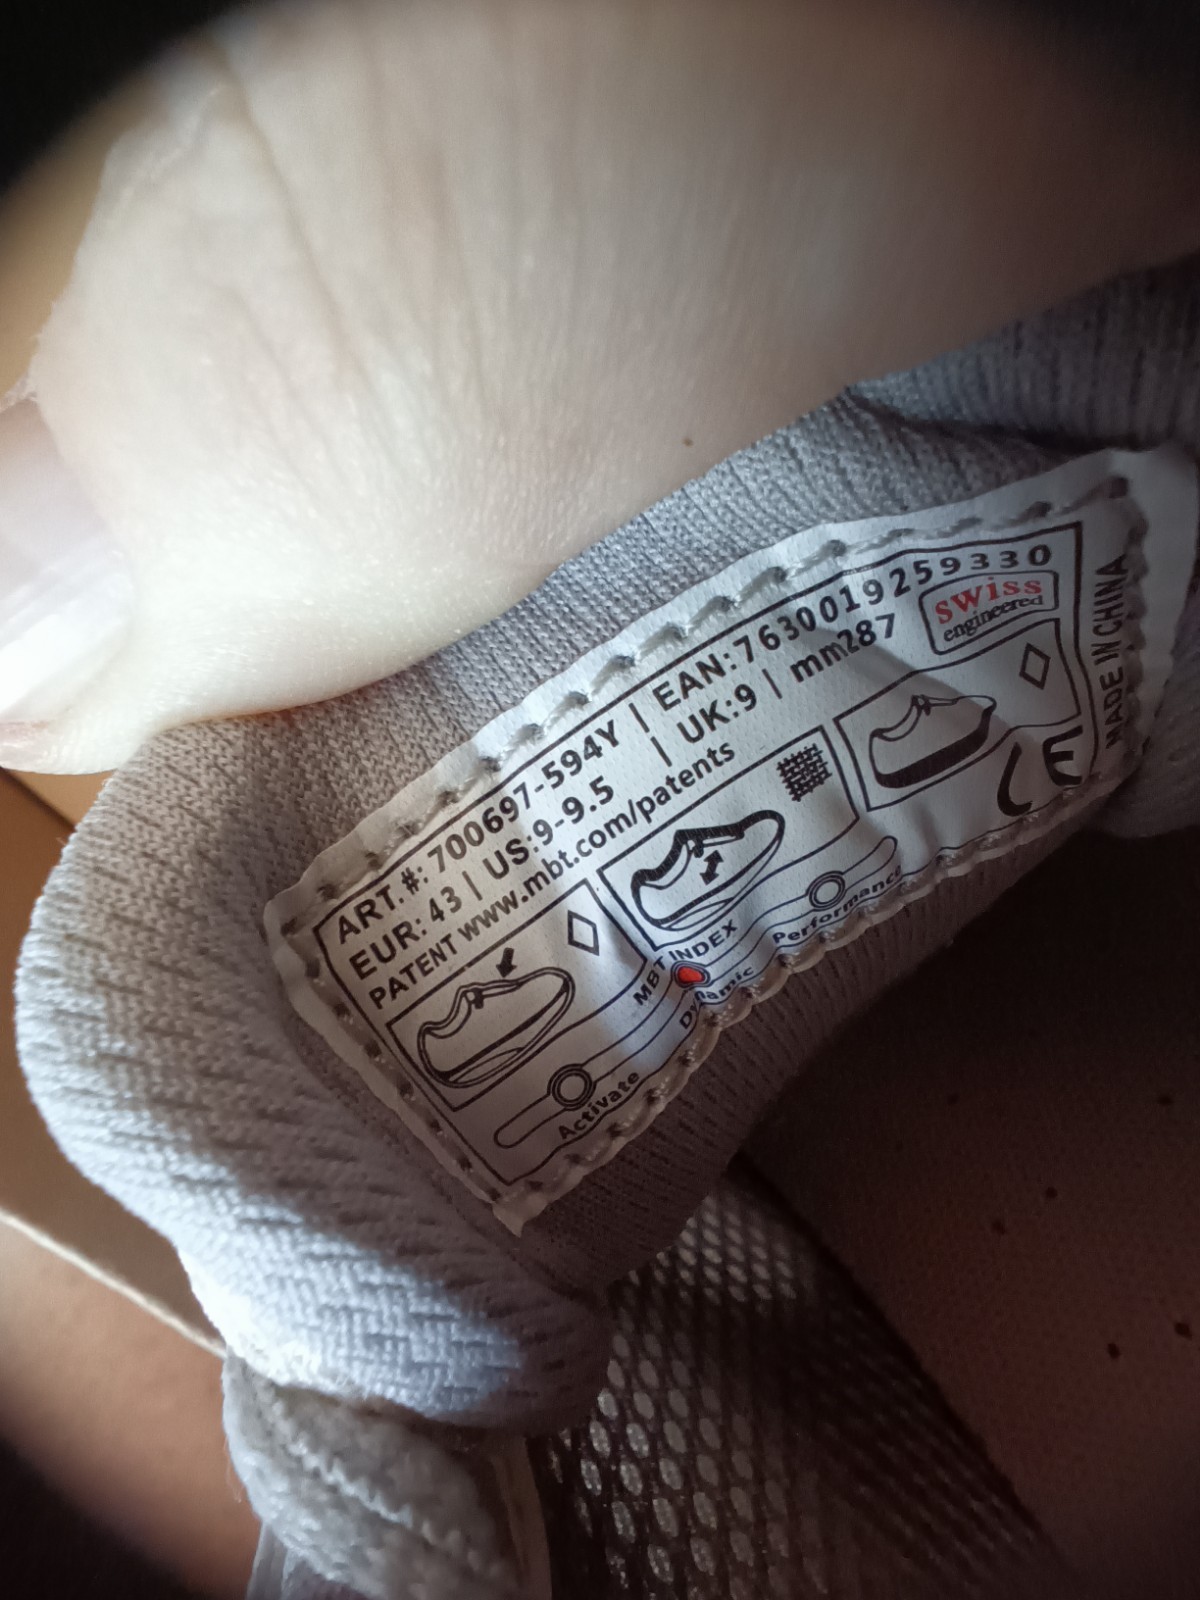 ART.#: 700697-594Y | EAN:7630019259330
EUR: 43 | US:9-9.5 | UK:9 | mm287
PATENT www.mbt.com/patents
swiss
engineered
MADE IN CHINA
CE
MBT INDEX
Activate
Dynamic
Performance